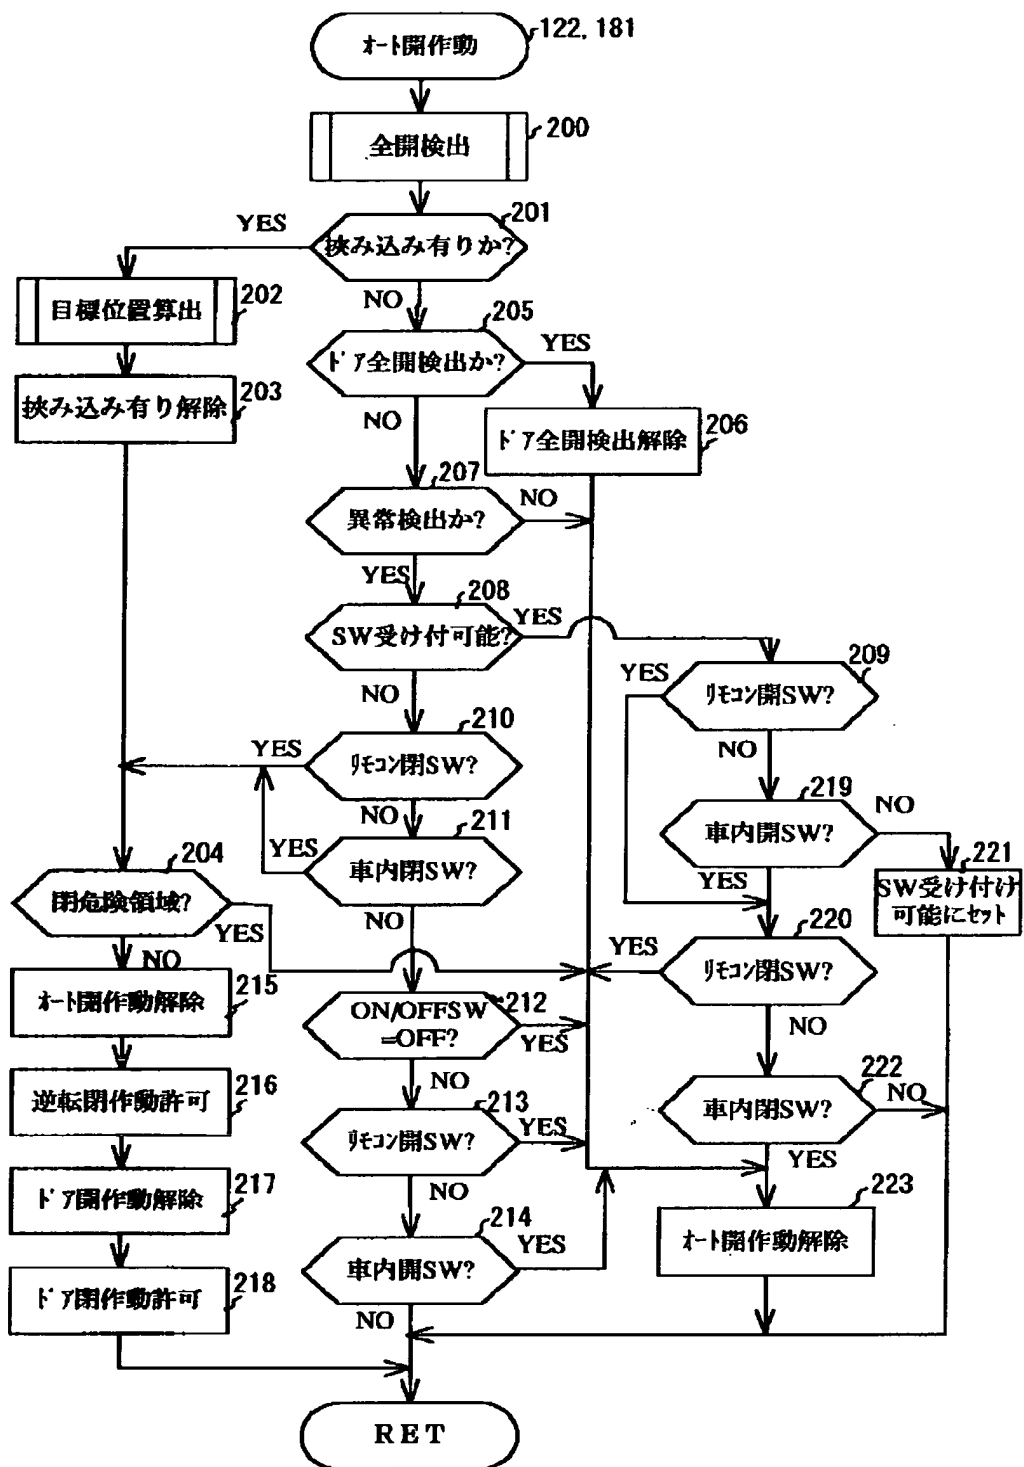 ｵｰﾄ開作動
122, 181
全開検出
200
挟み込み有りか?
201
YES
NO
目標位置算出
202
ﾄﾞｱ全開検出か?
205
YES
NO
挟み込み有り解除
203
ﾄﾞｱ全開検出解除
206
異常検出か?
207
NO
YES
SW受け付可能?
208
YES
NO
ﾘﾓｺﾝ開SW?
209
YES
NO
ﾘﾓｺﾝ閉SW?
210
YES
NO
車内閉SW?
211
YES
NO
車内開SW?
219
NO
YES
SW受け付け
可能にｾｯﾄ
221
閉危険領域?
204
YES
NO
ﾘﾓｺﾝ閉SW?
220
YES
NO
ｵｰﾄ開作動解除
215
ON/OFFSW
=OFF?
212
YES
NO
逆転閉作動許可
216
ﾘﾓｺﾝ開SW?
213
YES
NO
車内閉SW?
222
NO
YES
ﾄﾞｱ開作動解除
217
車内開SW?
214
YES
NO
ｵｰﾄ開作動解除
223
ﾄﾞｱ閉作動許可
218
RET